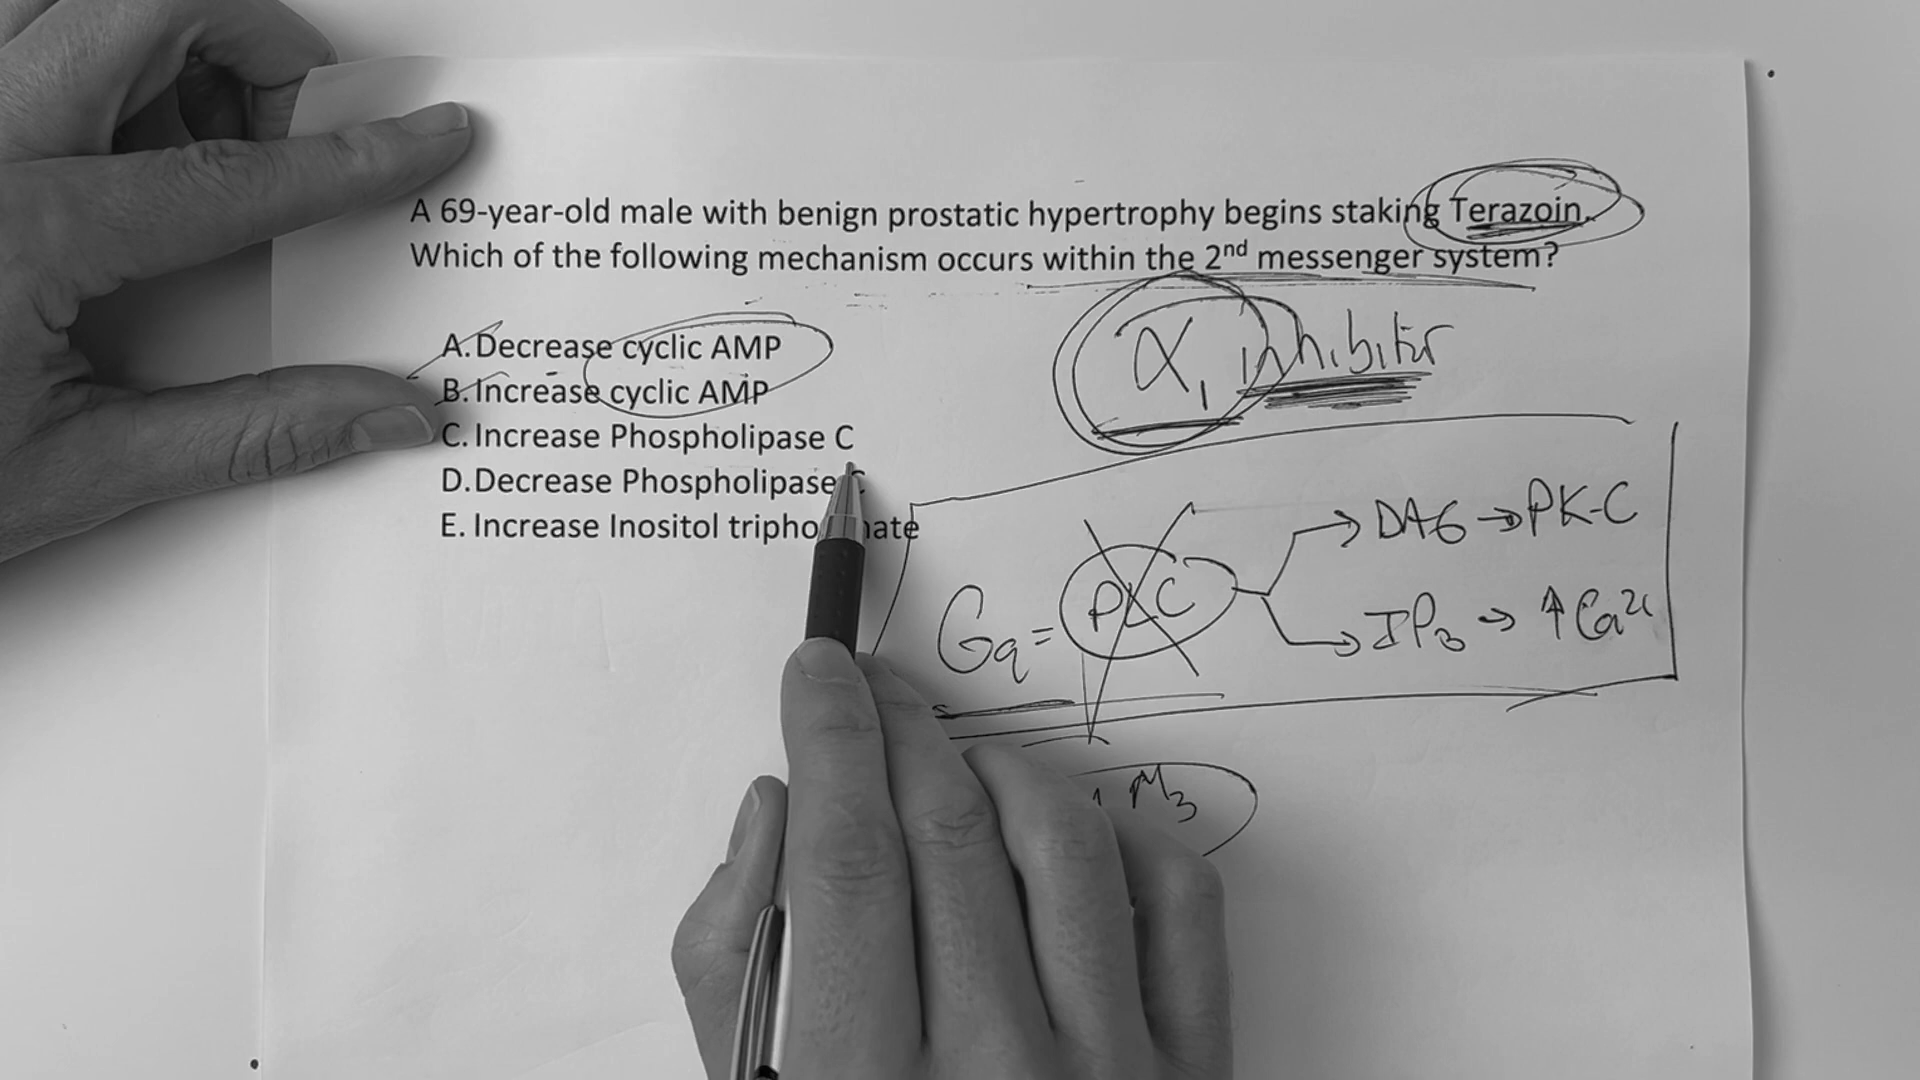 A 69-year-old male with benign prostatic hypertrophy begins staking Terazoin.
Which of the following mechanism occurs within the 2nd messenger system?
A. Decrease cyclic AMP
B. Increase cyclic AMP
C. Increase Phospholipase C
D. Decrease Phospholipase C
E. Increase Inositol
α1 inhibitor
Gq = PLC
→ DAG → PK-C
→ IP3 → ↑ Ca2+
M3